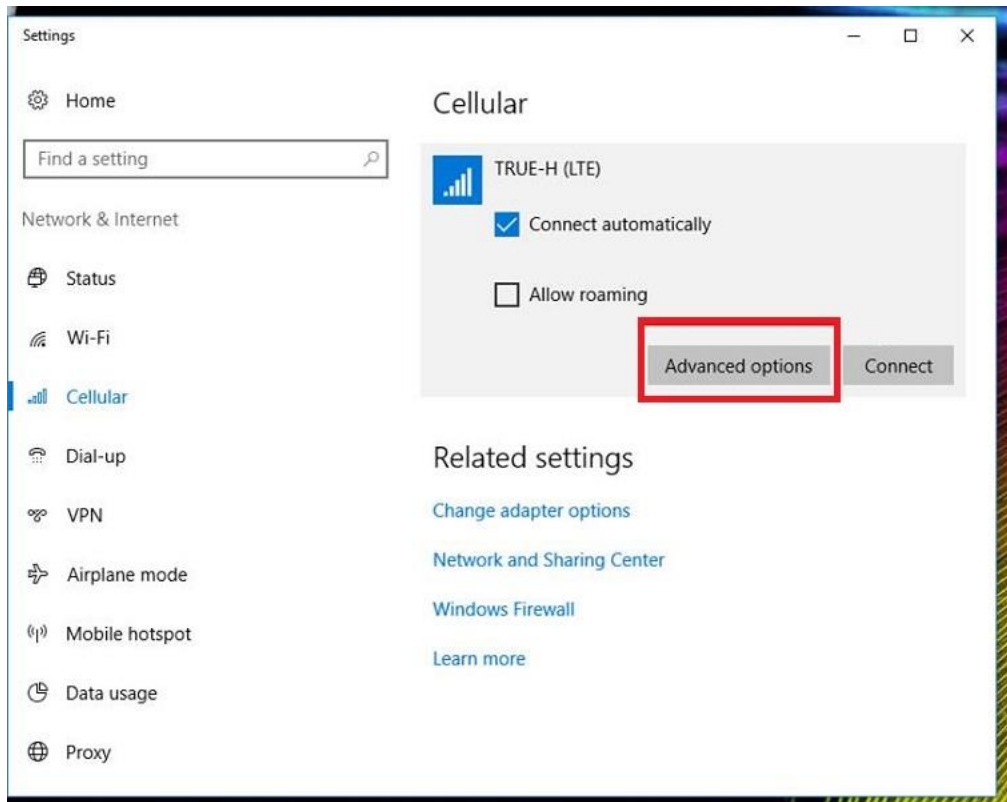 Settings
Home
Find a setting
Network & Internet
Status
Wi-Fi
Cellular
Dial-up
VPN
Airplane mode
Mobile hotspot
Data usage
Proxy
Cellular
TRUE-H (LTE)
Connect automatically
Allow roaming
Advanced options
Connect
Related settings
Change adapter options
Network and Sharing Center
Windows Firewall
Learn more